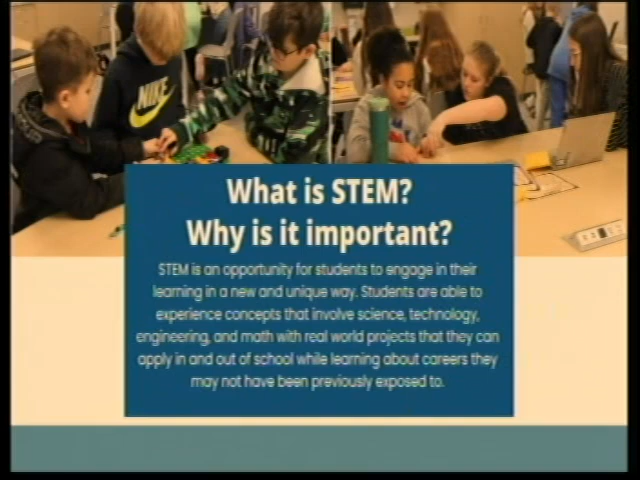 NIKE
What is STEM?
Why is it important?
STEM is an opportunity for students to engage in their
learning in a new and unique way. Students are able to
experience concepts that involve science, technology,
engineering, and math with real world projects that they can
apply in and out of school while learning about careers they
may not have been previously exposed to.